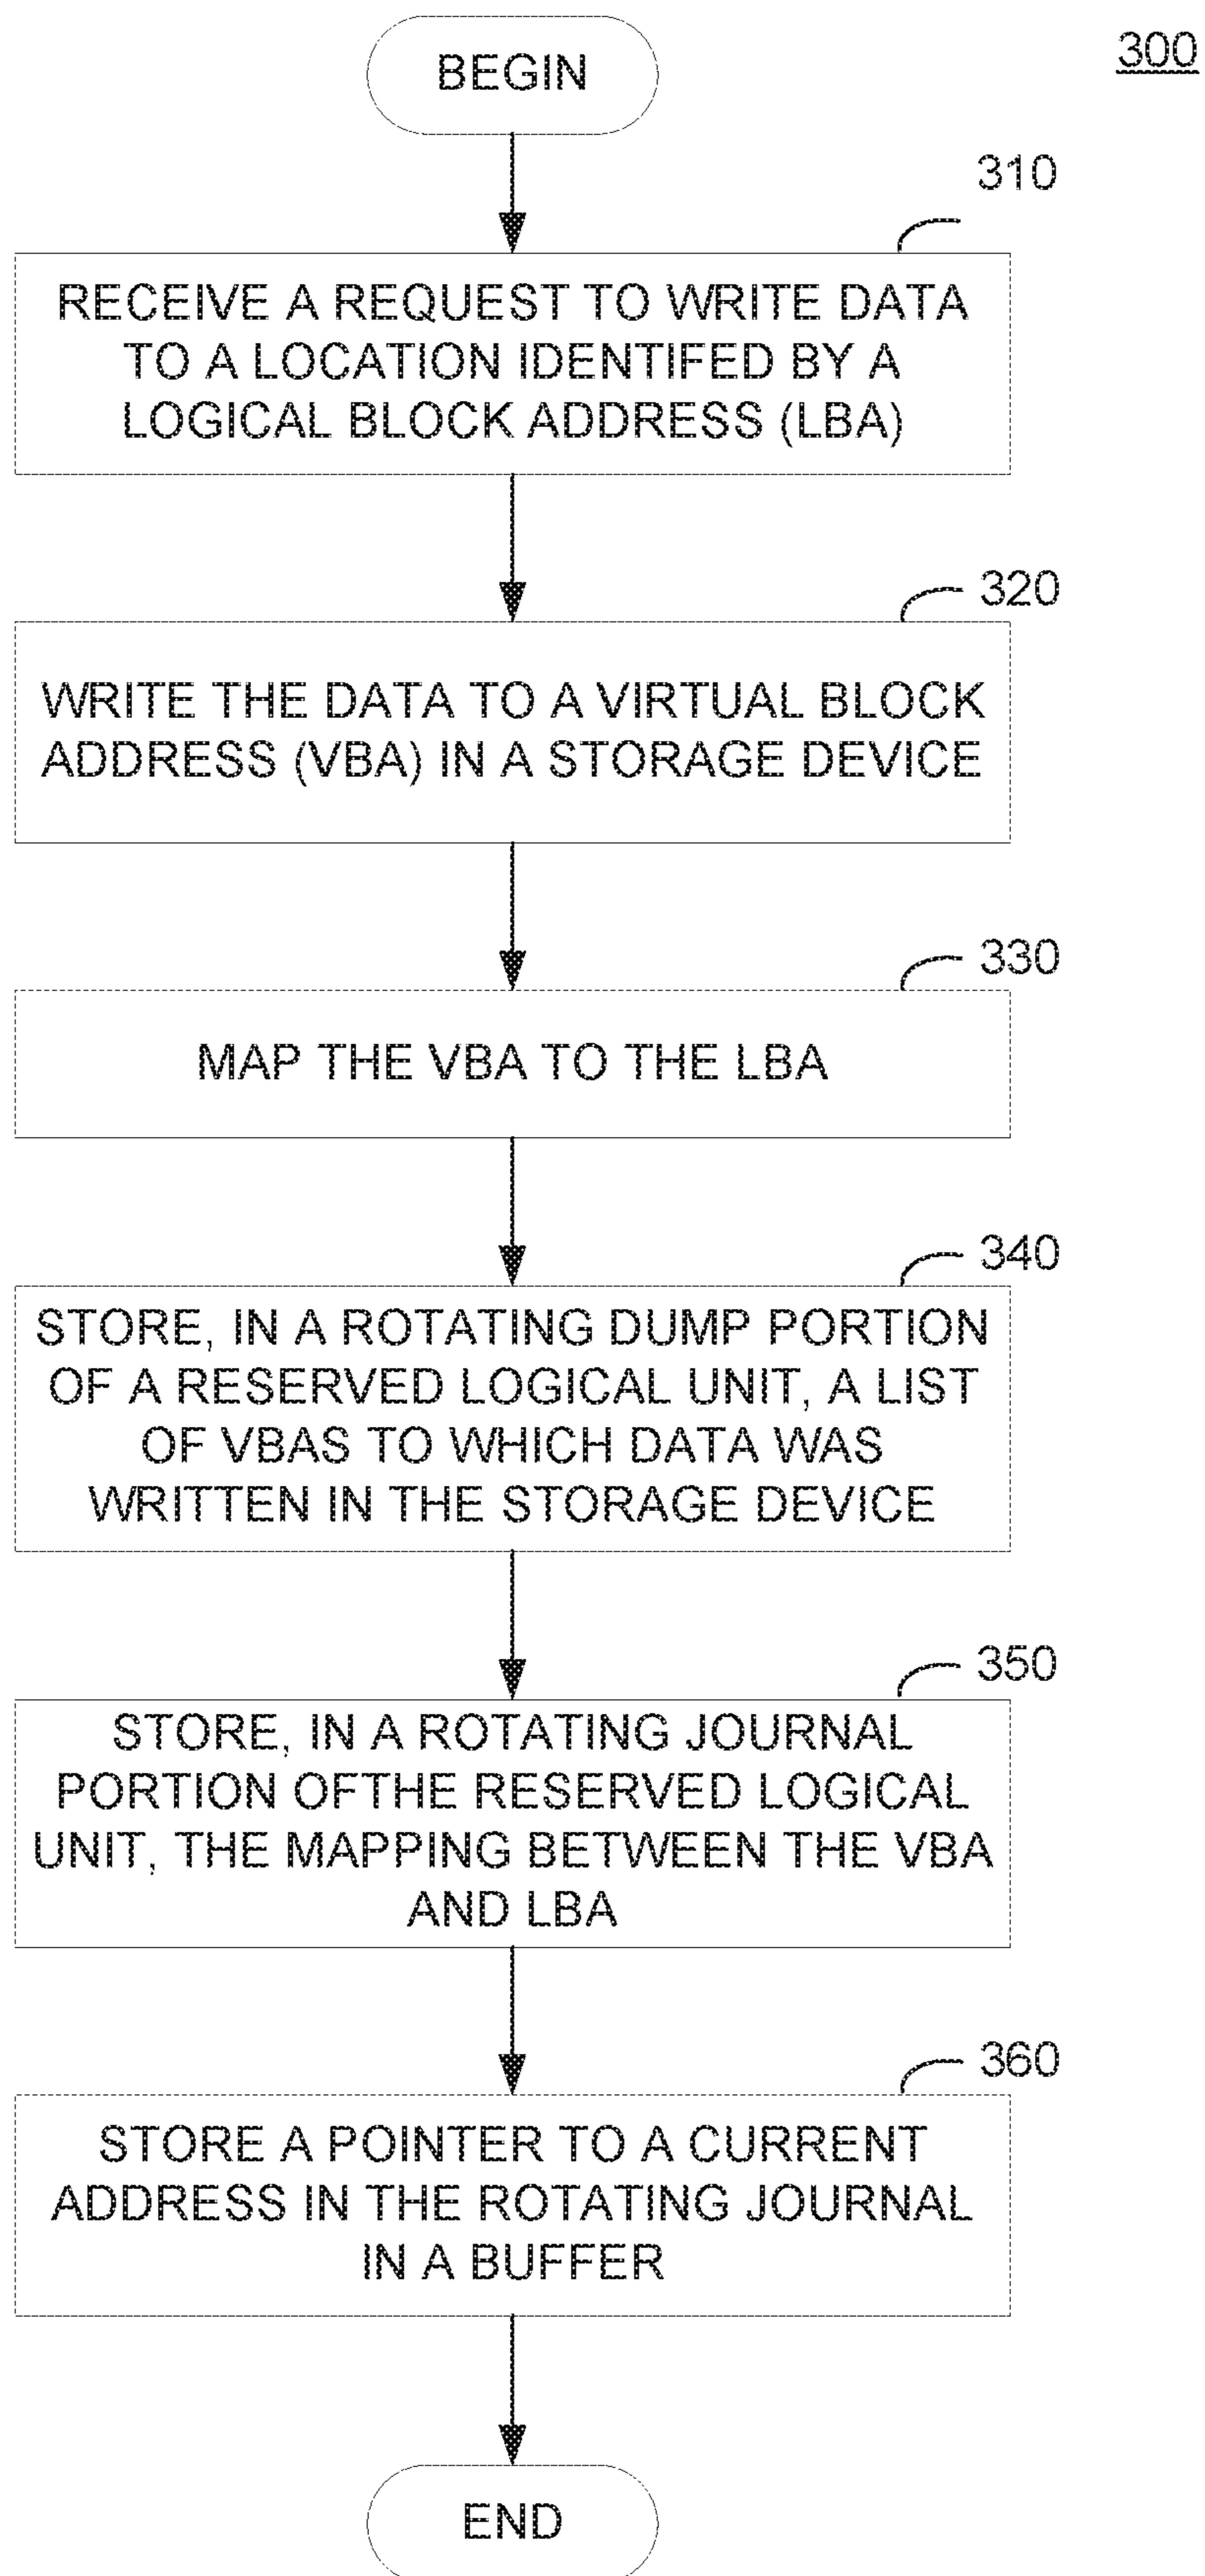 BEGIN
300
310
RECEIVE A REQUEST TO WRITE DATA
TO A LOCATION IDENTIFED BY A
LOGICAL BLOCK ADDRESS (LBA)
320
WRITE THE DATA TO A VIRTUAL BLOCK
ADDRESS (VBA) IN A STORAGE DEVICE
330
MAP THE VBA TO THE LBA
340
STORE, IN A ROTATING DUMP PORTION
OF A RESERVED LOGICAL UNIT, A LIST
OF VBAS TO WHICH DATA WAS
WRITTEN IN THE STORAGE DEVICE
350
STORE, IN A ROTATING JOURNAL
PORTION OFTHE RESERVED LOGICAL
UNIT, THE MAPPING BETWEEN THE VBA
AND LBA
360
STORE A POINTER TO A CURRENT
ADDRESS IN THE ROTATING JOURNAL
IN A BUFFER
END